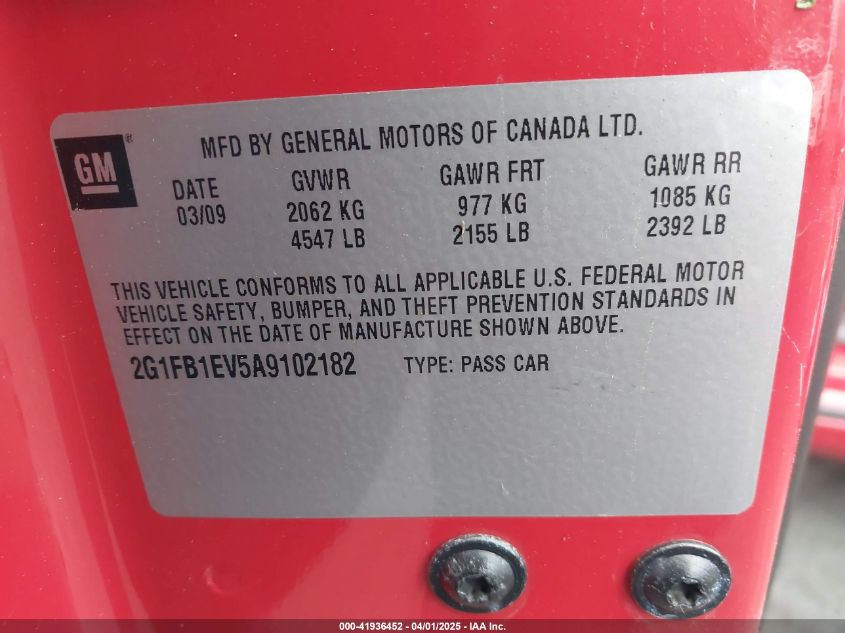 GM ®
MFD BY GENERAL MOTORS OF CANADA LTD.
DATE GVWR GAWR FRT GAWR RR
03/09 2062 KG 977 KG 1085 KG
4547 LB 2155 LB 2392 LB
THIS VEHICLE CONFORMS TO ALL APPLICABLE U.S. FEDERAL MOTOR
VEHICLE SAFETY, BUMPER, AND THEFT PREVENTION STANDARDS IN
EFFECT ON THE DATE OF MANUFACTURE SHOWN ABOVE.
2G1FB1EV5A9102182 TYPE: PASS CAR
000-41936452 - 04/01/2025 - IAA Inc.